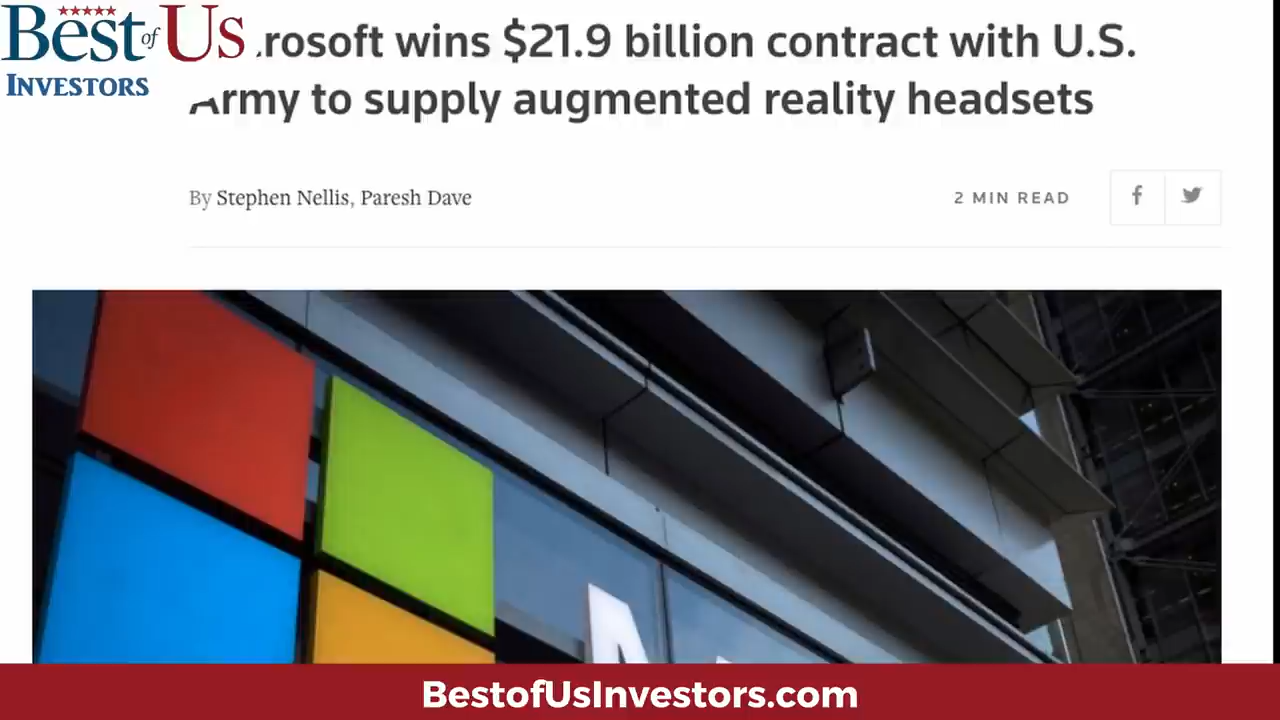 Best of Us
INVESTORS
rosoft wins $21.9 billion contract with U.S.
Army to supply augmented reality headsets
By Stephen Nellis, Paresh Dave
2 MIN READ
BestofUsInvestors.com